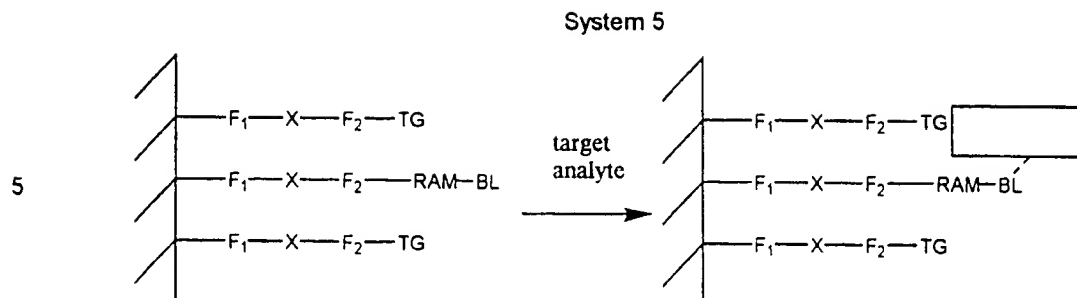 System 5
F₁—X—F₂—TG F₁—X—F₂—TG
target
analyte
5 F₁—X—F₂—RAM—BL F₁—X—F₂—RAM—BL
F₁—X—F₂—TG F₁—X—F₂—TG